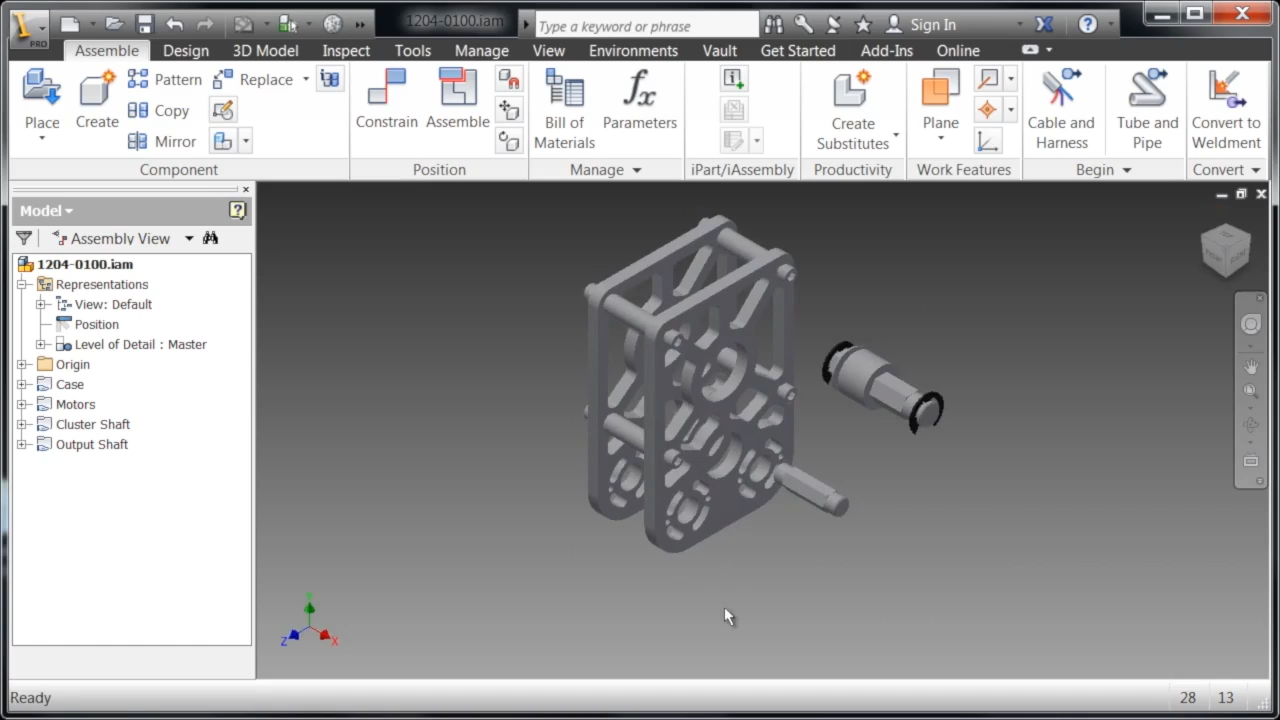 1204-0100.iam
Type a keyword or phrase
Sign In
PRO
Assemble Design 3D Model Inspect Tools Manage View Environments Vault Get Started Add-Ins Online
Place
Create
Pattern
Copy
Mirror
Replace
Component
Constrain
Assemble
Position
Bill of
Materials
Parameters
Manage
iPart/iAssembly
Create
Substitutes
Productivity
Plane
Work Features
Cable and
Harness
Tube and
Pipe
Begin
Convert to
Weldment
Convert
Model
Assembly View
1204-0100.iam
Representations
View: Default
Position
Level of Detail : Master
Origin
Case
Motors
Cluster Shaft
Output Shaft
Y
Z
X
Ready
28 13